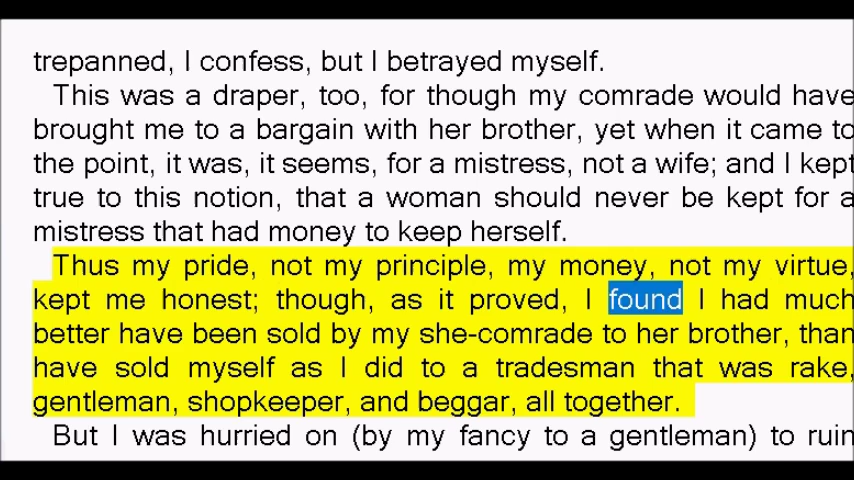 trepanned, I confess, but I betrayed myself.
This was a draper, too, for though my comrade would have
brought me to a bargain with her brother, yet when it came to
the point, it was, it seems, for a mistress, not a wife; and I kept
true to this notion, that a woman should never be kept for a
mistress that had money to keep herself.
Thus my pride, not my principle, my money, not my virtue,
kept me honest; though, as it proved, I found I had much
better have been sold by my she-comrade to her brother, than
have sold myself as I did to a tradesman that was rake,
gentleman, shopkeeper, and beggar, all together.
But I was hurried on (by my fancy to a gentleman) to ruin